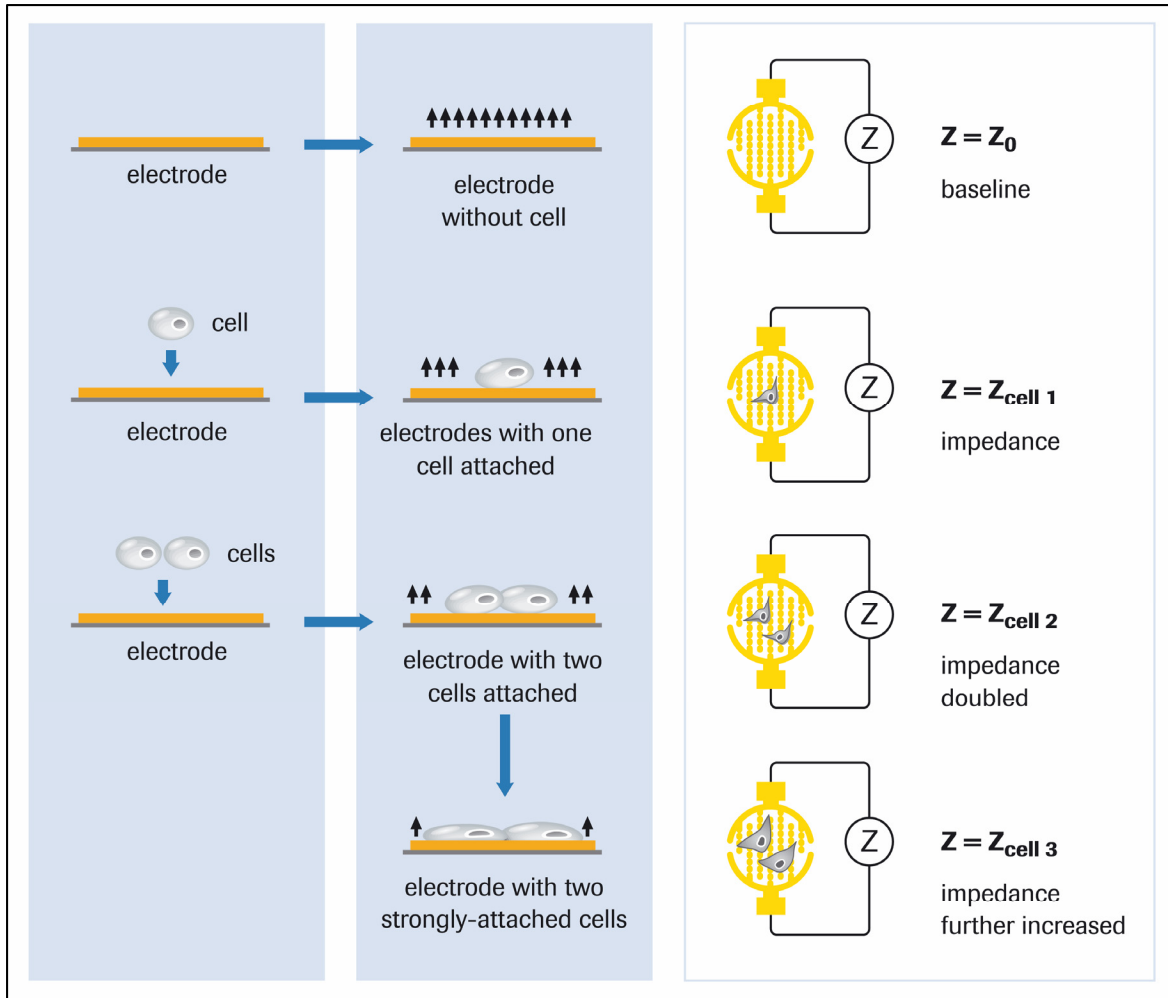 electrode
electrode
without cell
Z
Z = Z0
baseline
cell
electrode
electrodes with one
cell attached
Z
Z = Zcell 1
impedance
cells
electrode
electrode with two
cells attached
Z
Z = Zcell 2
impedance
doubled
electrode with two
strongly-attached cells
Z
Z = Zcell 3
impedance
further increased